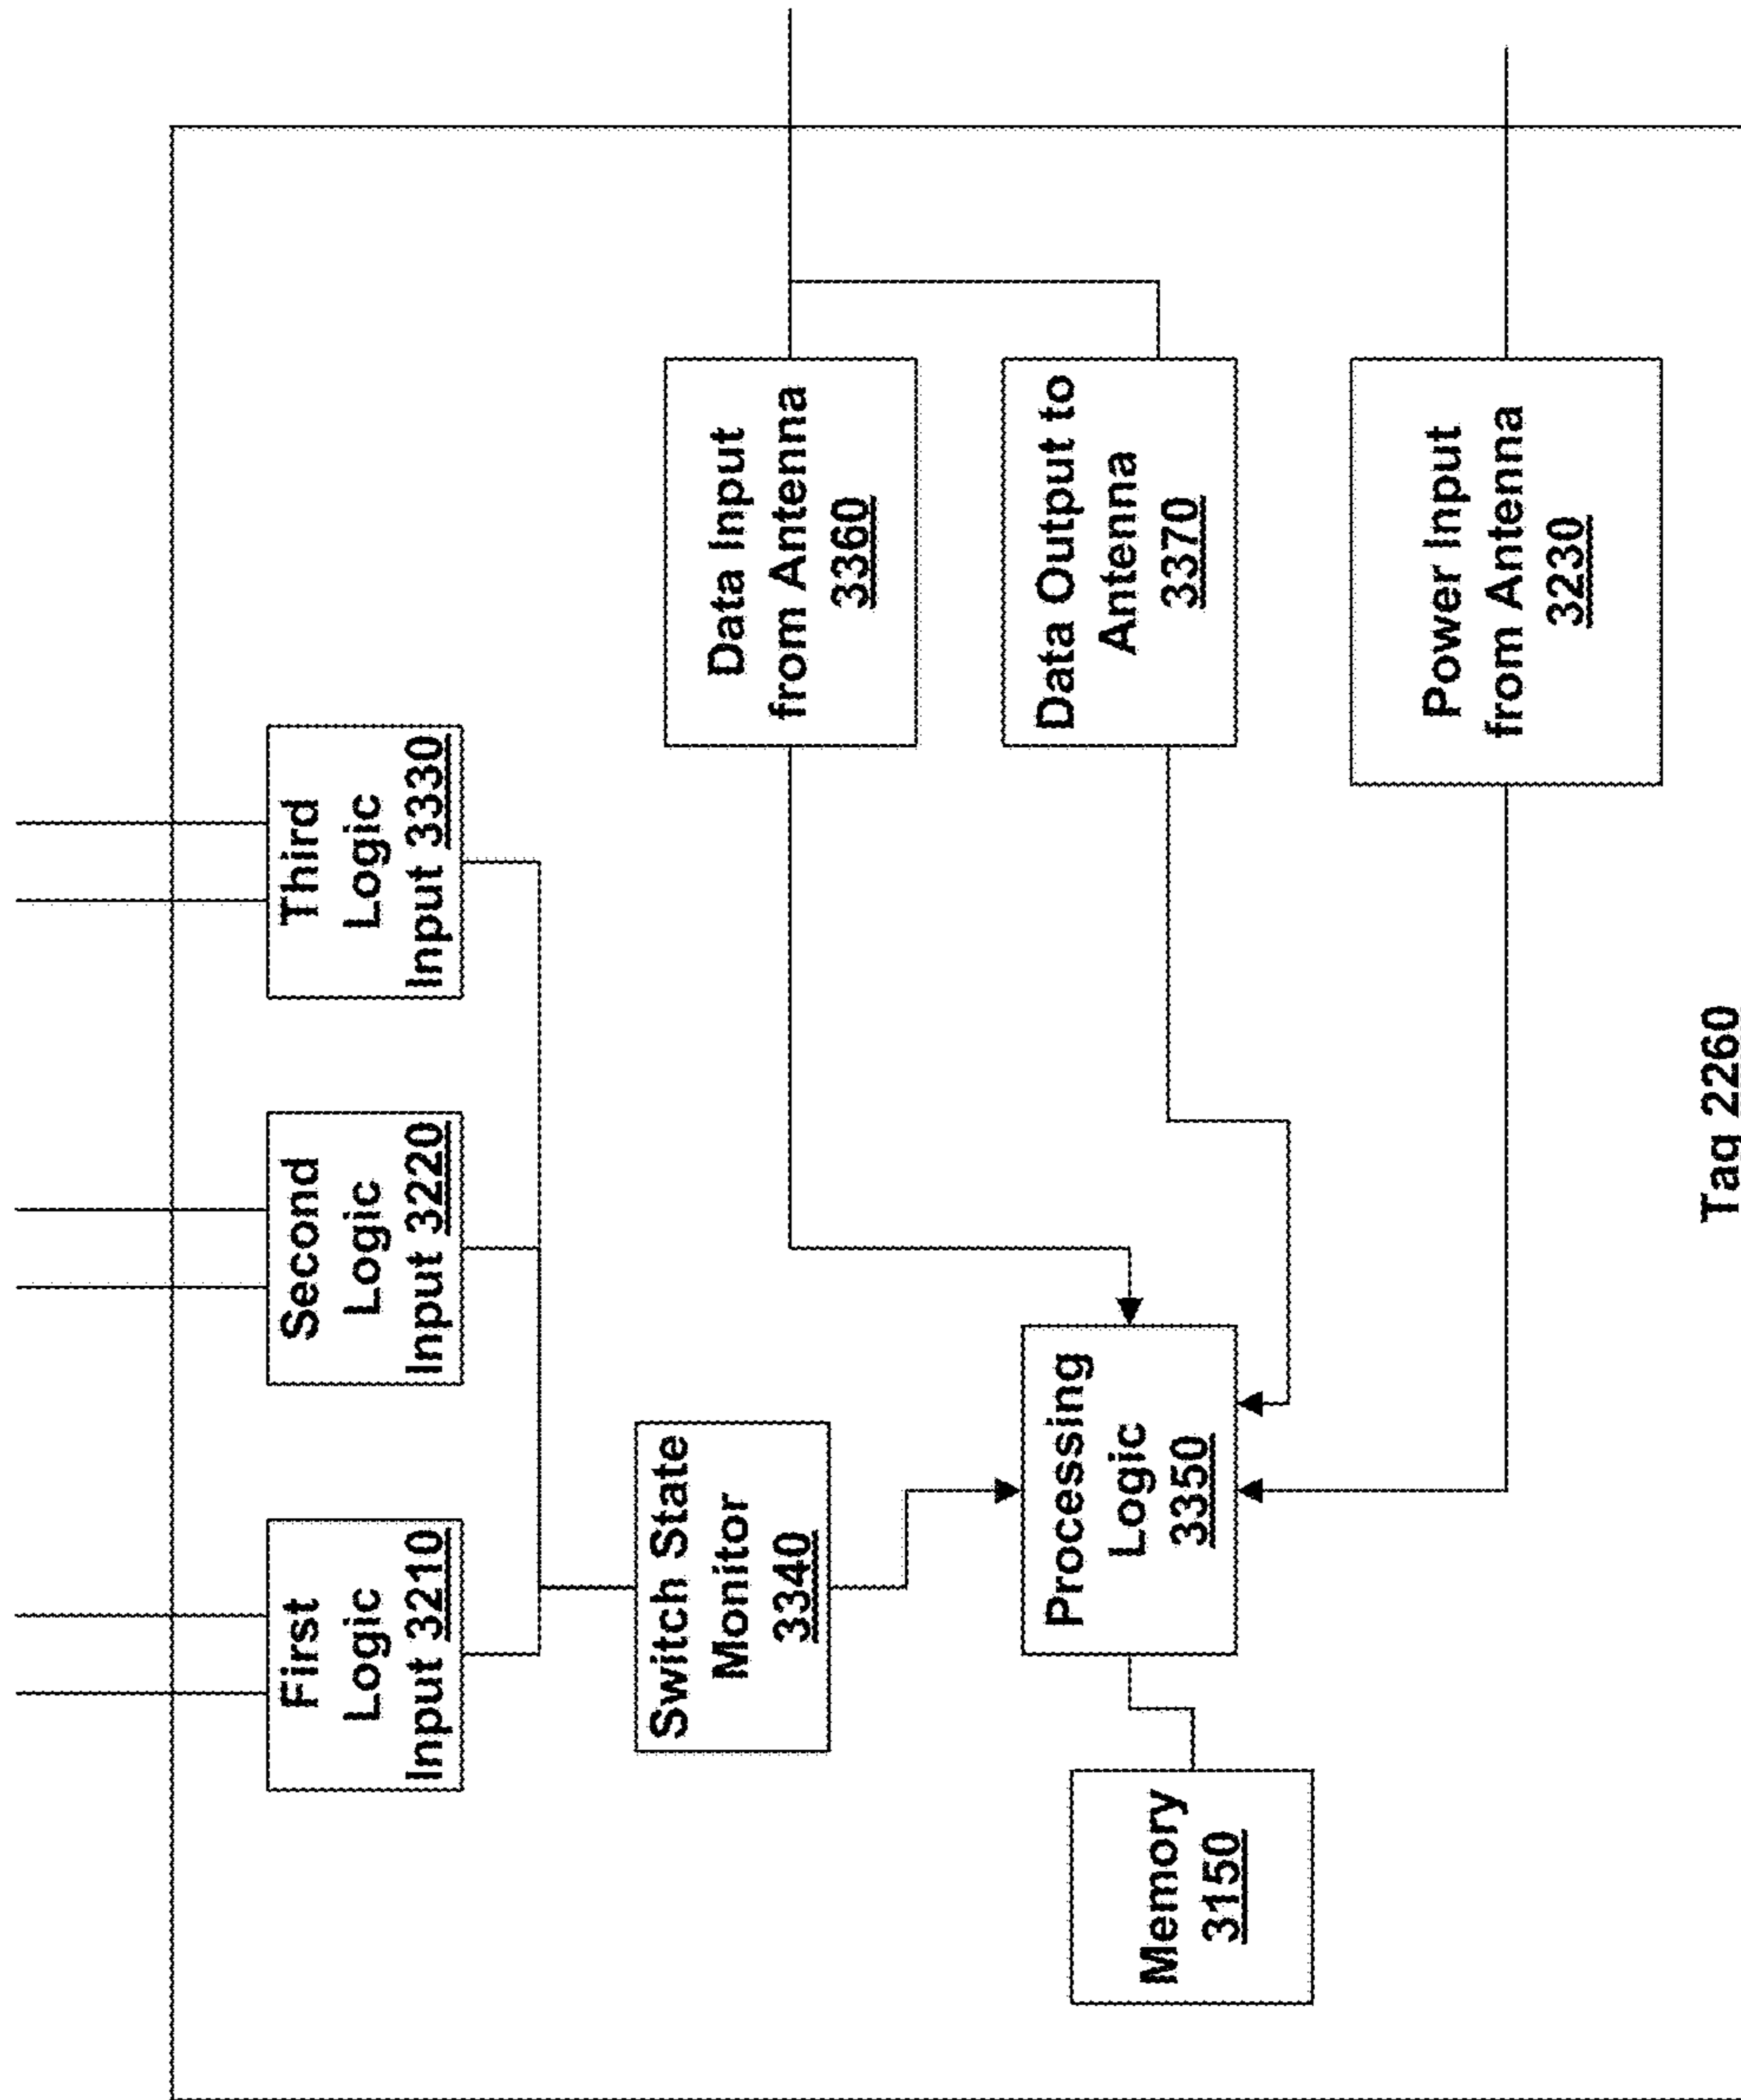 First
Logic
Input 3210
Second
Logic
Input 3220
Third
Logic
Input 3330
Switch State
Monitor
3340
Data Input
from Antenna
3360
Data Output to
Antenna
3370
Processing
Logic
3350
Memory
3150
Power Input
from Antenna
3230
Tag 2260